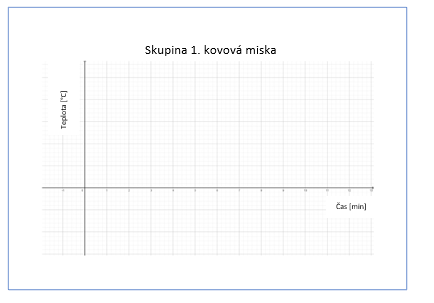 Skupina 1. kovová miska
Teplota [°C]
Čas [min]